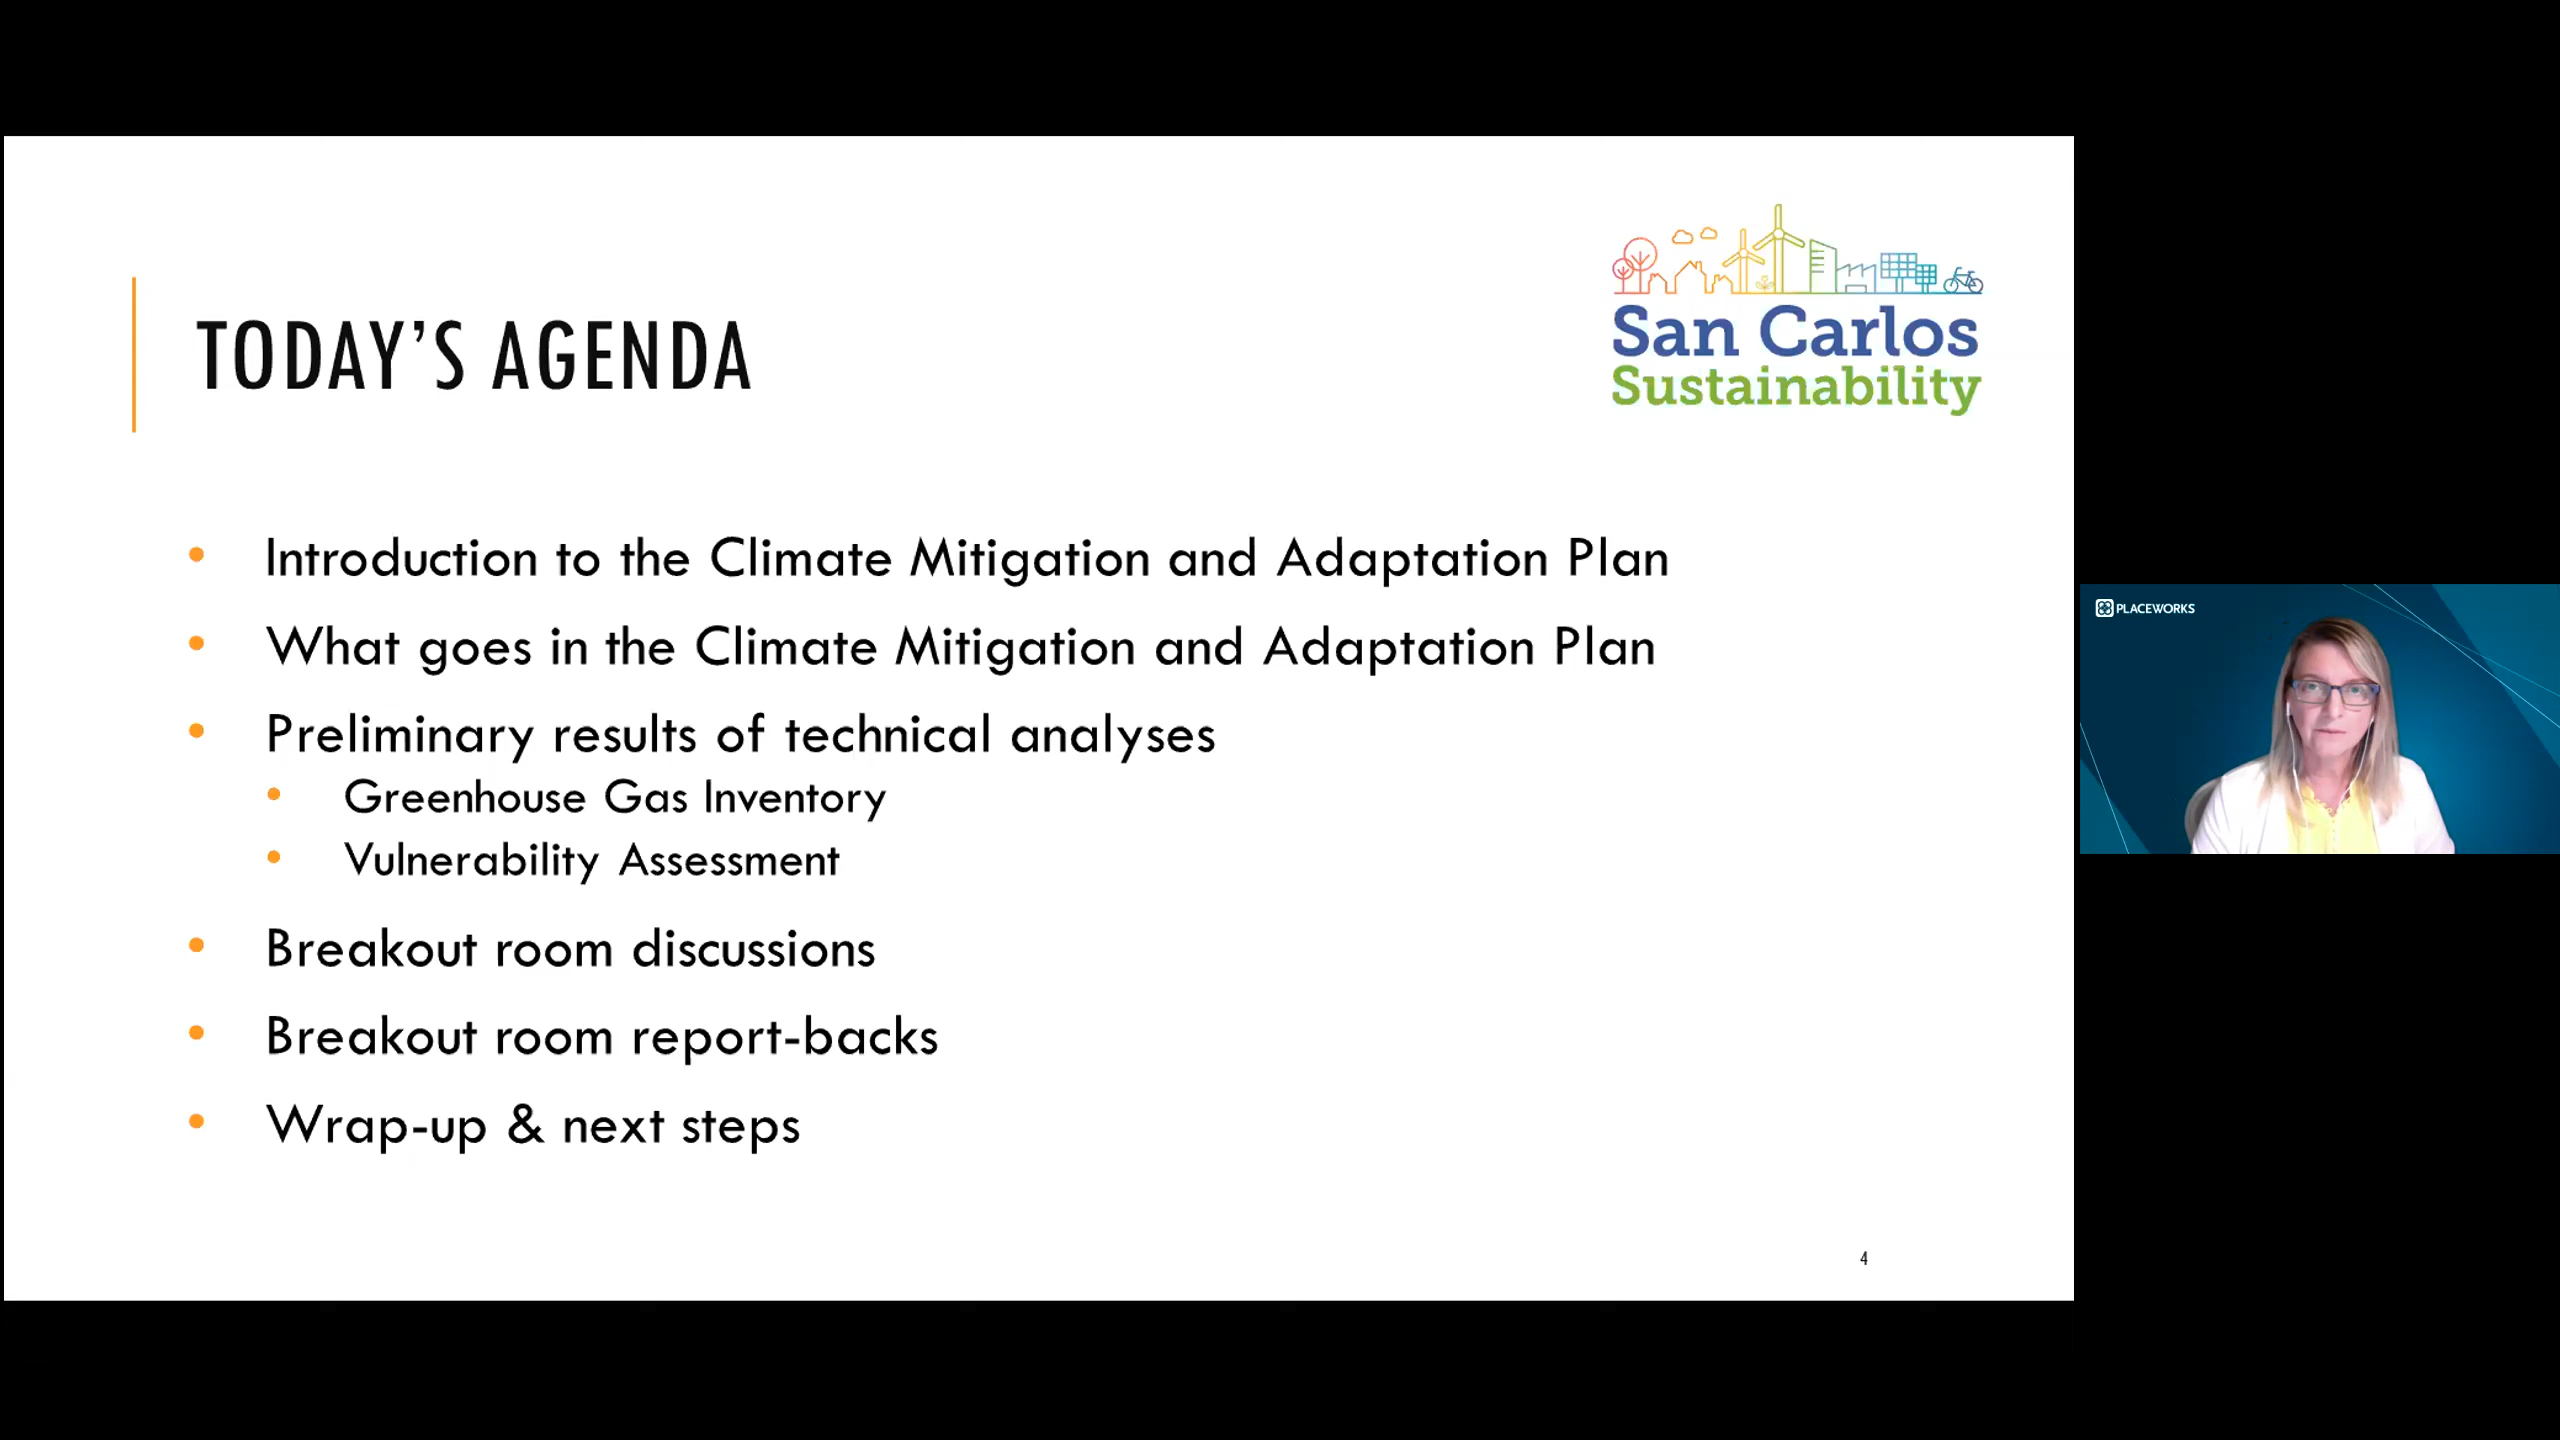 San Carlos
Sustainability
TODAY’S AGENDA
• Introduction to the Climate Mitigation and Adaptation Plan
• What goes in the Climate Mitigation and Adaptation Plan
• Preliminary results of technical analyses
• Greenhouse Gas Inventory
• Vulnerability Assessment
• Breakout room discussions
• Breakout room report-backs
• Wrap-up & next steps
4
PLACEWORKS